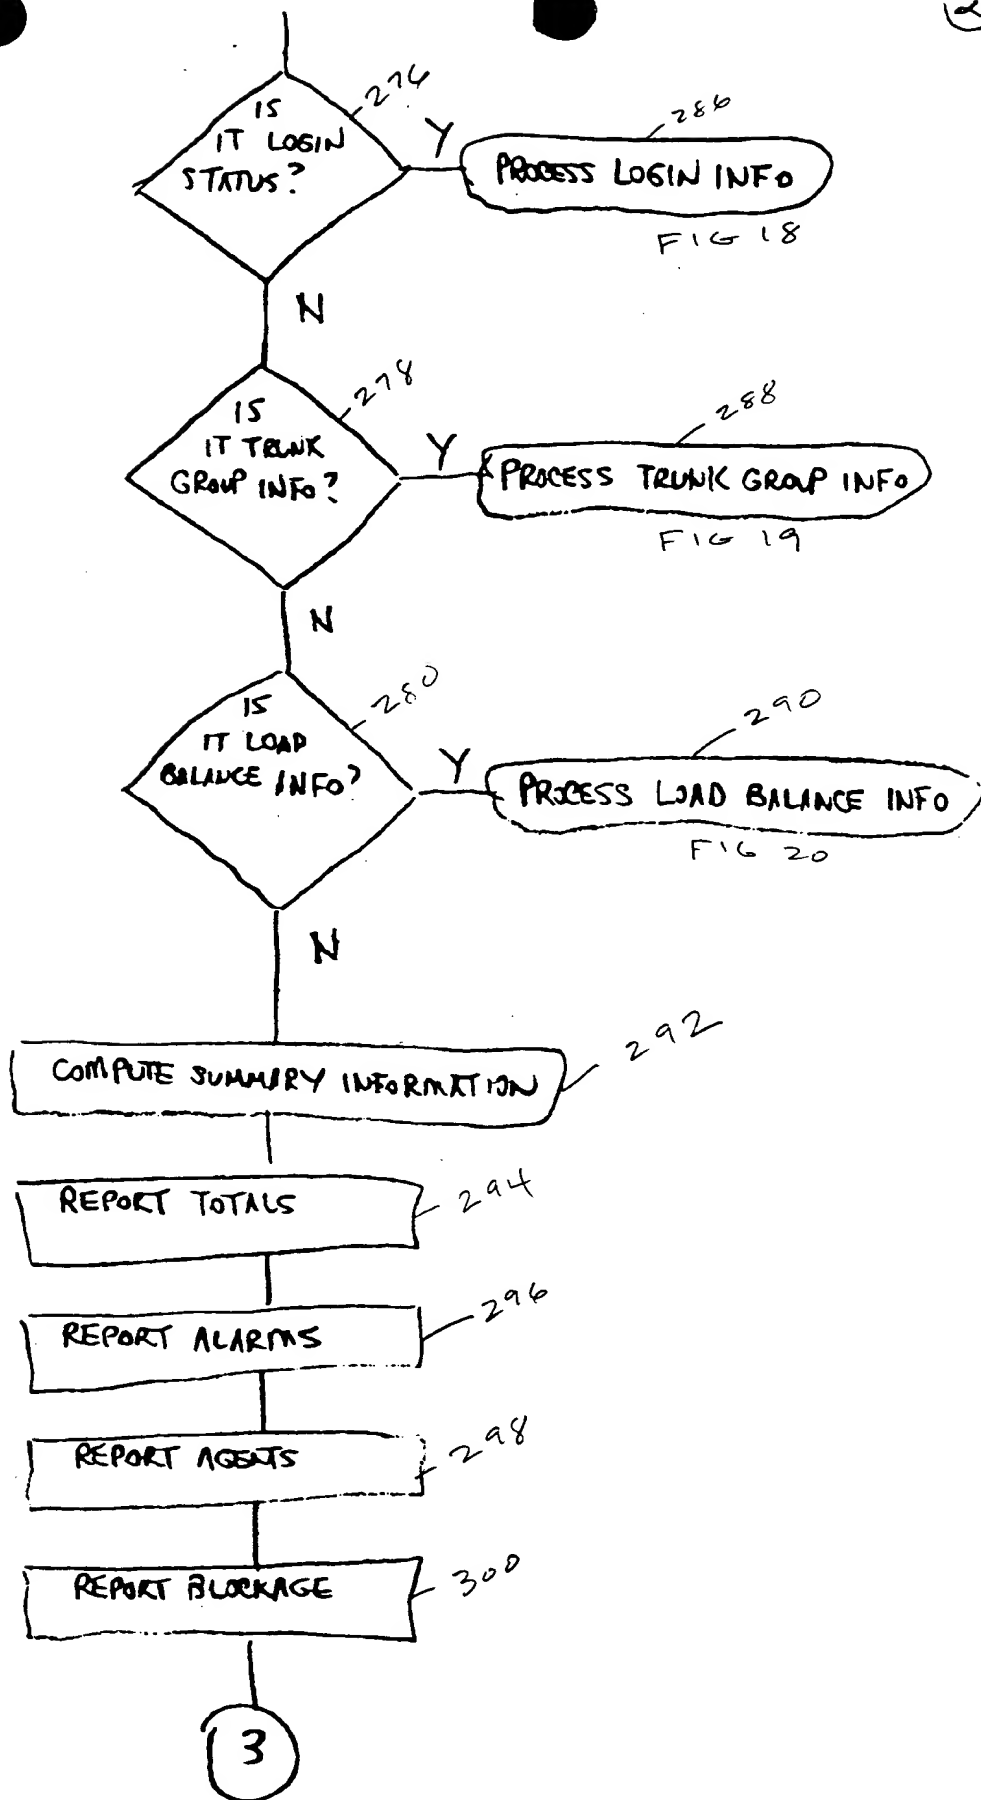 2
IS
IT LOGIN
STATUS?
276
Y
286
PROCESS LOGIN INFO
FIG 18
N
IS
IT TRUNK
GROUP INFO?
278
Y
288
PROCESS TRUNK GROUP INFO
FIG 19
N
IS
IT LOAD
BALANCE INFO?
280
Y
290
PROCESS LOAD BALANCE INFO
FIG 20
N
COMPUTE SUMMARY INFORMATION
292
REPORT TOTALS
294
REPORT ALARMS
296
REPORT AGENTS
298
REPORT BLOCKAGE
300
3